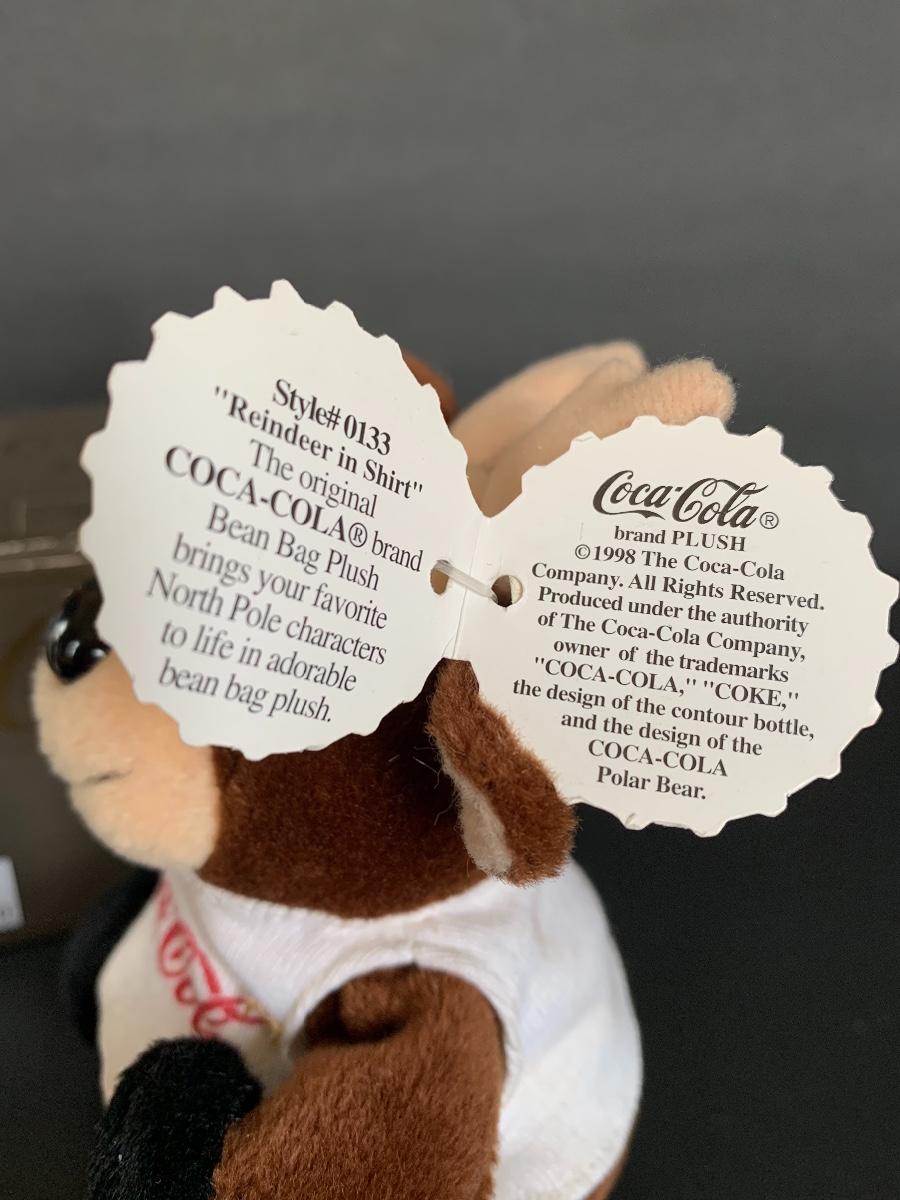 Style# 0133
"Reindeer in Shirt"
The original
COCA-COLA® brand
Bean Bag Plush
brings your favorite
North Pole characters
to life in adorable
bean bag plush.
Coca-Cola®
brand PLUSH
©1998 The Coca-Cola
Company. All Rights Reserved.
Produced under the authority
of The Coca-Cola Company,
owner of the trademarks
"COCA-COLA," "COKE,"
the design of the contour bottle,
and the design of the
COCA-COLA
Polar Bear.